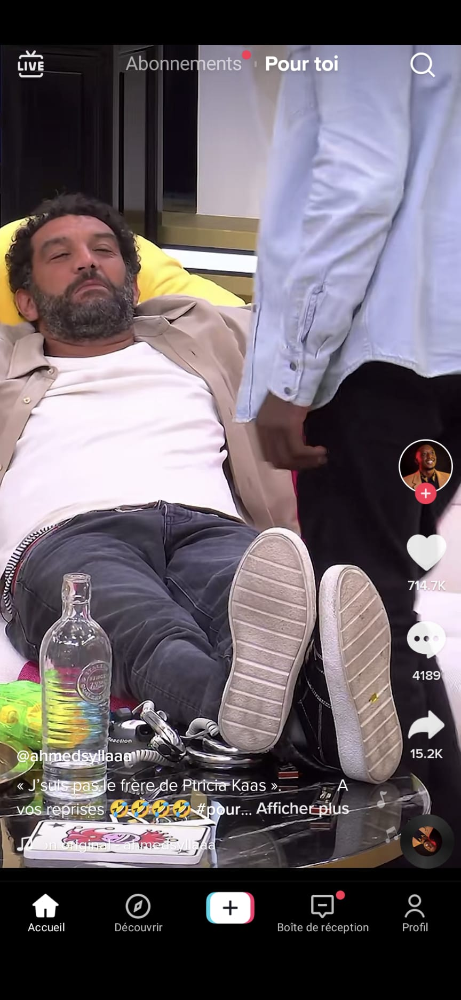 LIVE
Abonnements Pour toi
714.7K
4189
15.2K
Reaction
@ahmedsyllaaa
« J'suis pas le frère de Ptricia Kaas ». A
vos reprises 🤣🤣🤣🤣 #pour... Afficher plus
on original - ahmedsyllaaa
Accueil
Découvrir
Boîte de réception
Profil